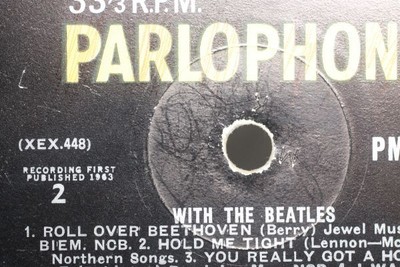 33⅓ R.P.M.
PARLOPHON
(XEX.448)
PM
RECORDING FIRST
PUBLISHED 1963
2
WITH THE BEATLES
1. ROLL OVER BEETHOVEN (Berry) Jewel Mus
BIEM. NCB. 2. HOLD ME TIGHT (Lennon—Mc
Northern Songs. 3. YOU REALLY GOT A HO